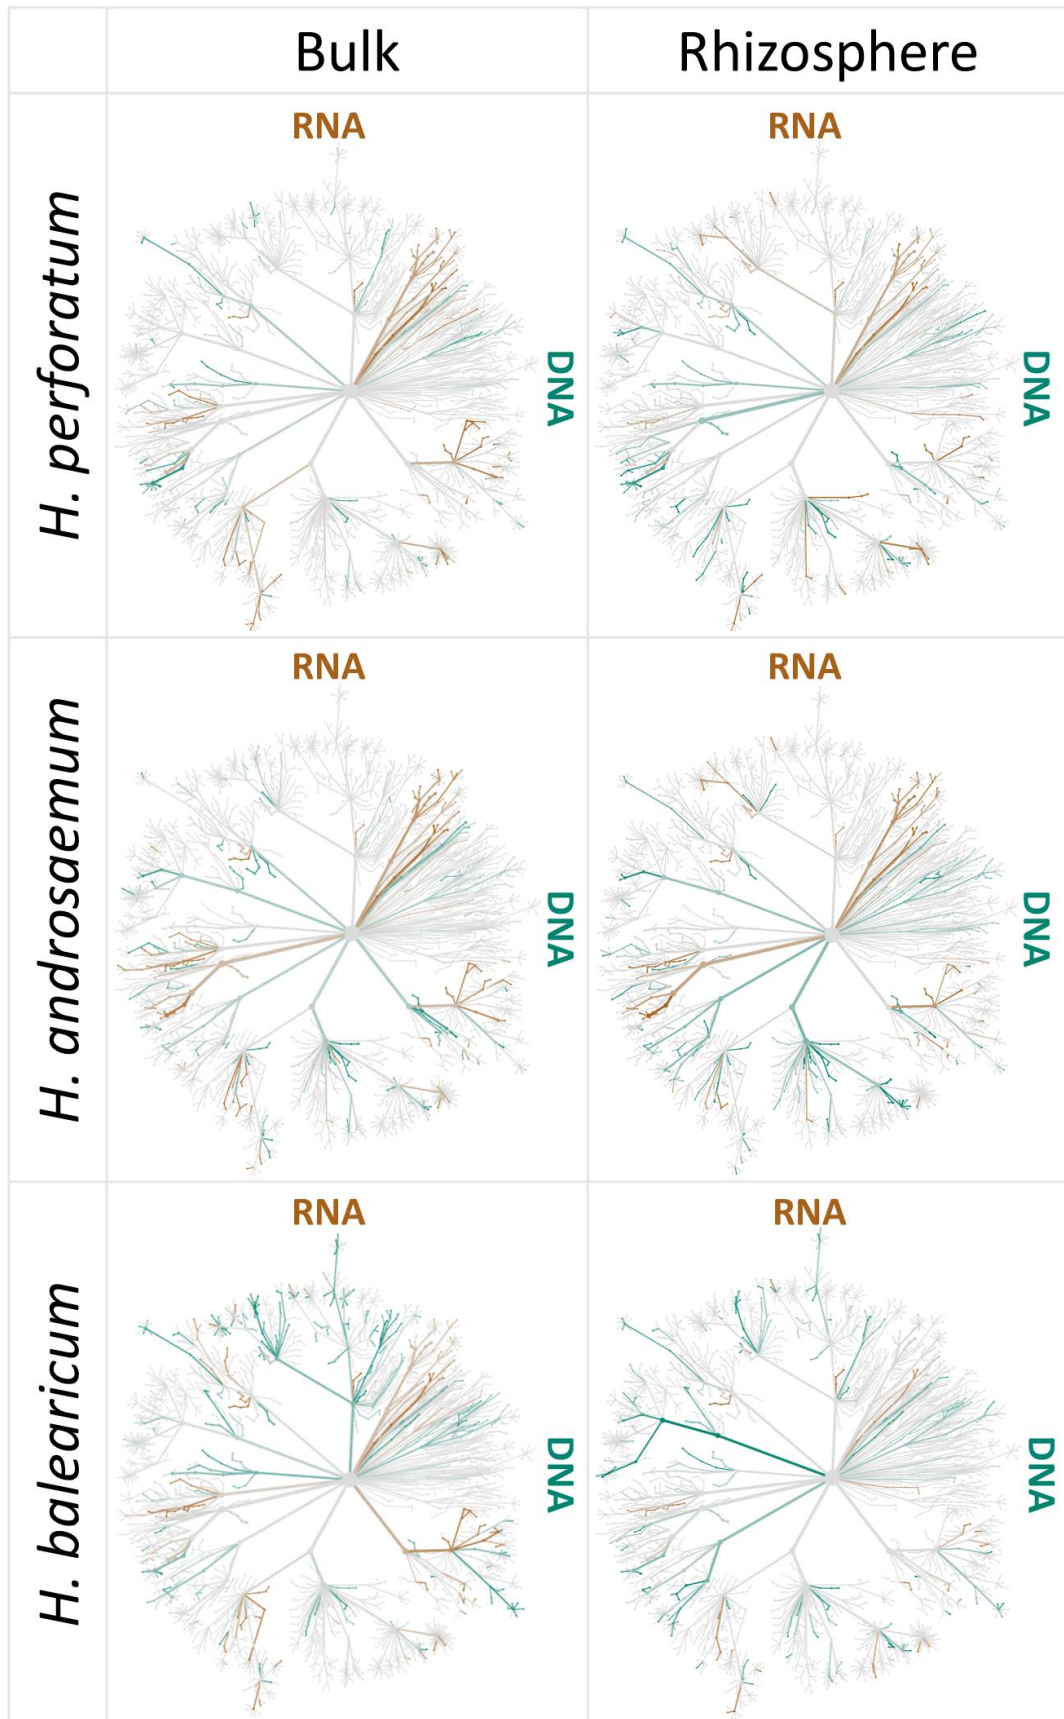 Bulk
Rhizosphere
H. perforatum
RNA
DNA
RNA
DNA
H. androsaemum
RNA
DNA
RNA
DNA
H. balearicum
RNA
DNA
RNA
DNA